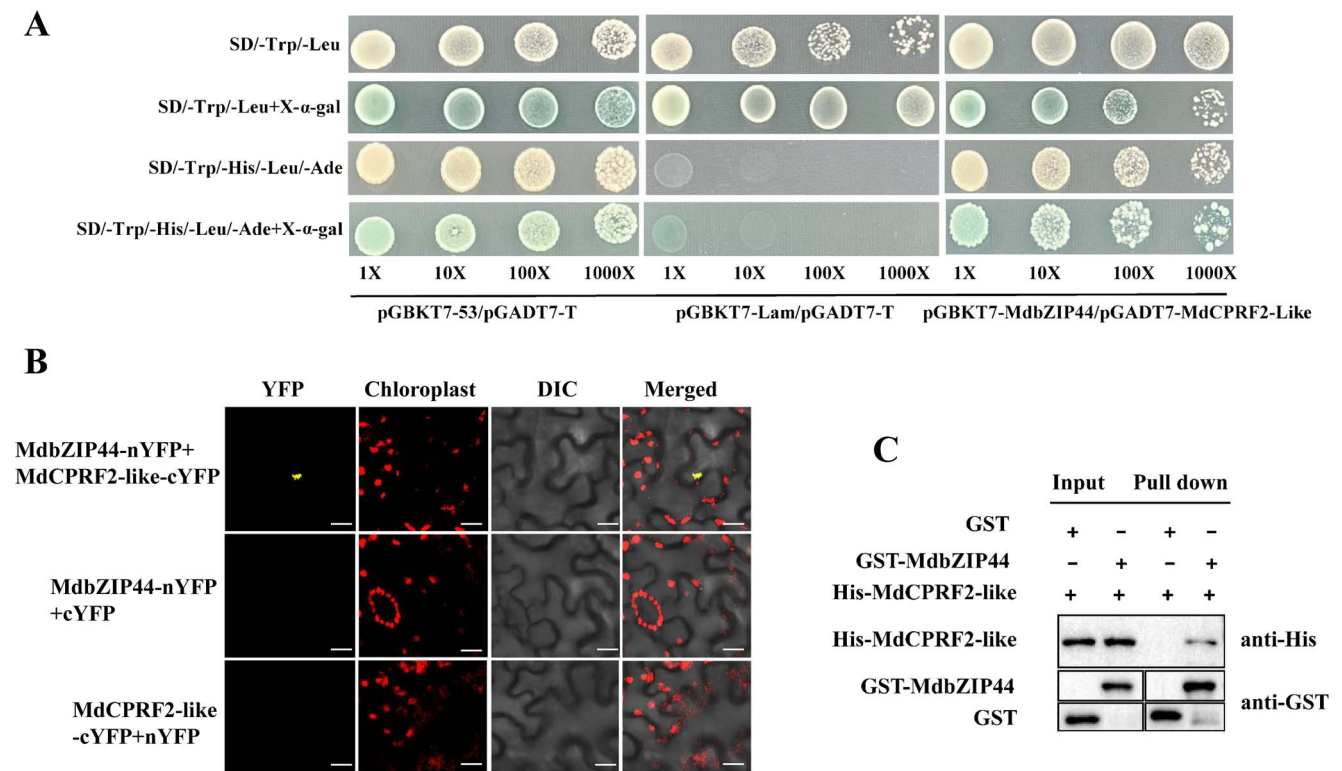 A
SD/-Trp/-Leu
SD/-Trp/-Leu+X-α-gal
SD/-Trp/-His/-Leu/-Ade
SD/-Trp/-His/-Leu/-Ade+X-α-gal
1X 10X 100X 1000X 1X 10X 100X 1000X 1X 10X 100X 1000X
pGBKT7-53/pGADT7-T pGBKT7-Lam/pGADT7-T pGBKT7-MdbZIP44/pGADT7-MdCPRF2-Like
B
YFP Chloroplast DIC Merged
MdbZIP44-nYFP+
MdCPRF2-like-cYFP
MdbZIP44-nYFP
+cYFP
MdCPRF2-like
-cYFP+nYFP
C
Input Pull down
GST + - + -
GST-MdbZIP44 - + - +
His-MdCPRF2-like + + + +
His-MdCPRF2-like anti-His
GST-MdbZIP44
anti-GST
GST